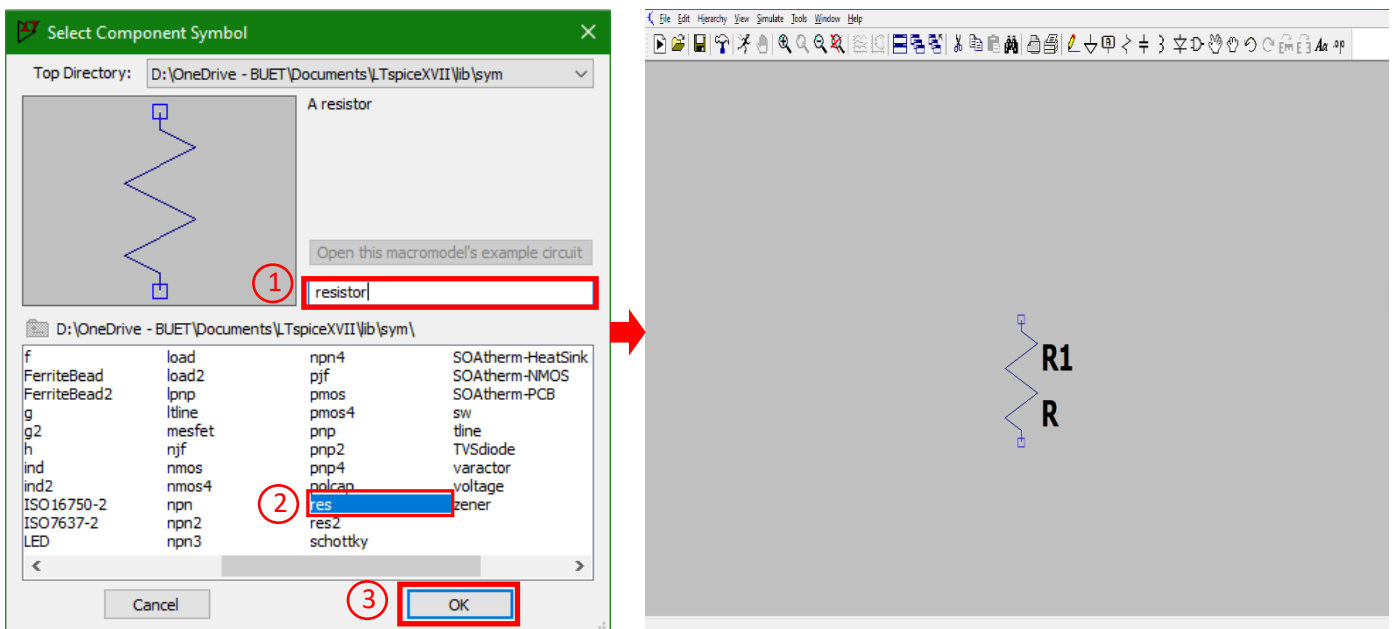 Select Component Symbol
Top Directory: D:\OneDrive - BUET\Documents\LTspiceXVII\lib\sym
A resistor
Open this macromodel's example circuit
1
resistor
D:\OneDrive - BUET\Documents\LTspiceXVII\lib\sym\
f load npn4 SOAtherm-HeatSink
FerriteBead load2 pjf SOAtherm-NMOS
FerriteBead2 lpnp pmos SOAtherm-PCB
g ltline pmos4 sw
g2 mesfet pnp tline
h njf pnp2 TVSdiode
ind nmos pnp4 varactor
ind2 nmos4 polcap voltage
ISO16750-2 npn 2 res zener
ISO7637-2 npn2 res2
LED npn3 schottky
Cancel 3 OK
File Edit Hierarchy View Simulate Tools Window Help
Aa .op
R1
R